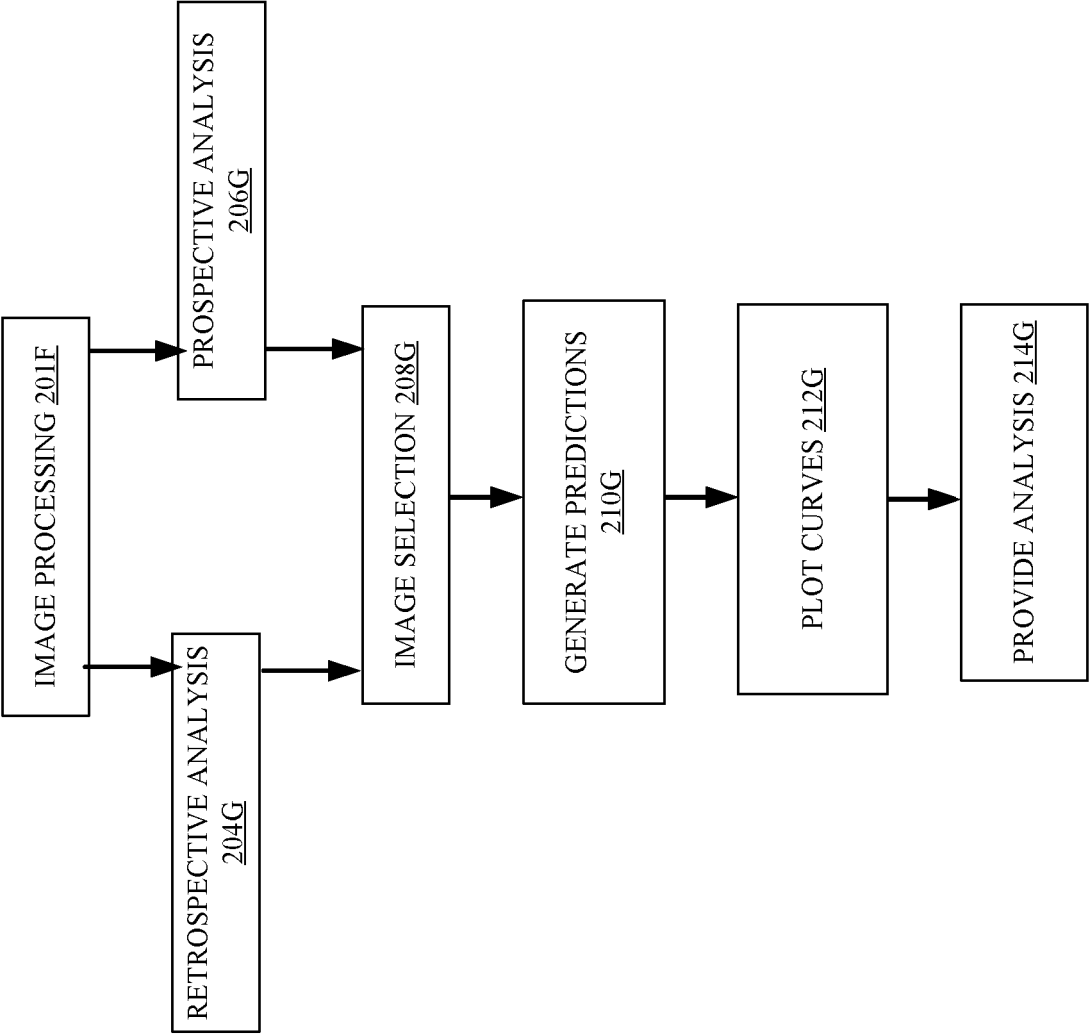 IMAGE PROCESSING 201F
RETROSPECTIVE ANALYSIS
204G
PROSPECTIVE ANALYSIS
206G
IMAGE SELECTION 208G
GENERATE PREDICTIONS
210G
PLOT CURVES 212G
PROVIDE ANALYSIS 214G